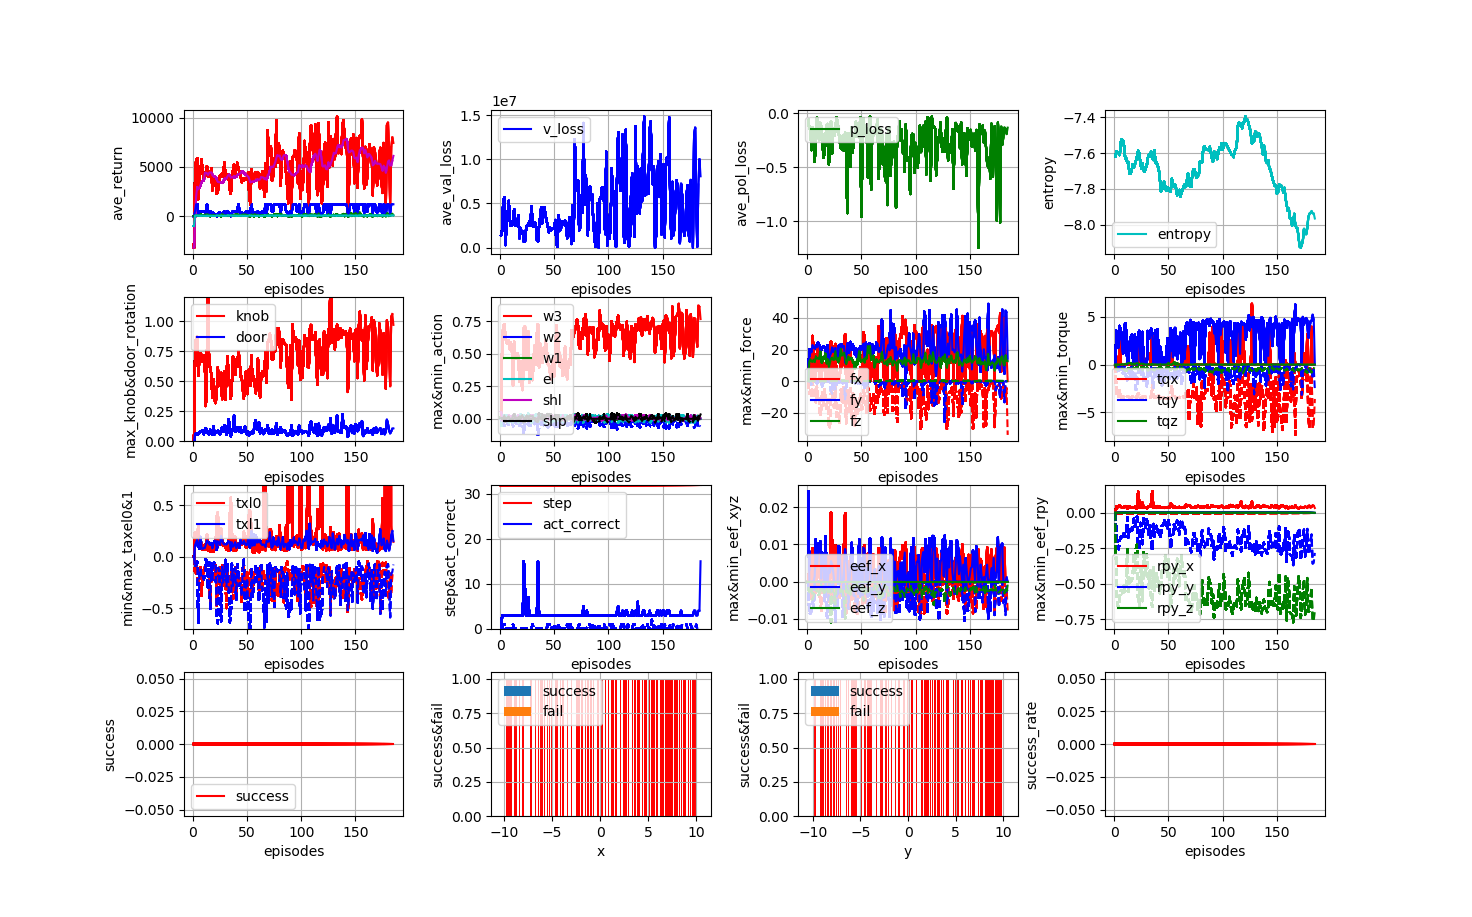 1e7
10000
5000
0
ave_return
0 50 100 150
episodes
1.5
1.0
0.5
0.0
ave_val_loss
v_loss
0 50 100 150
episodes
0.0
−0.5
−1.0
ave_pol_loss
p_loss
0 50 100 150
episodes
−7.4
−7.6
−7.8
−8.0
entropy
entropy
0 50 100 150
episodes
1.00
0.75
0.50
0.25
0.00
max_knob&door_rotation
knob
door
0 50 100 150
episodes
0.75
0.50
0.25
0.00
max&min_action
w3
w2
w1
el
shl
shp
0 50 100 150
episodes
40
20
0
−20
max&min_force
fx
fy
fz
0 50 100 150
episodes
5
0
−5
max&min_torque
tqx
tqy
tqz
0 50 100 150
episodes
0.5
0.0
−0.5
min&max_taxel0&1
txl0
txl1
0 50 100 150
episodes
30
20
10
0
step&act_correct
step
act_correct
0 50 100 150
episodes
0.02
0.01
0.00
−0.01
max&min_eef_xyz
eef_x
eef_y
eef_z
0 50 100 150
episodes
0.00
−0.25
−0.50
−0.75
max&min_eef_rpy
rpy_x
rpy_y
rpy_z
0 50 100 150
episodes
0.050
0.025
0.000
−0.025
−0.050
success
success
0 50 100 150
episodes
1.00
0.75
0.50
0.25
0.00
success&fail
success
fail
−10 −5 0 5 10
x
1.00
0.75
0.50
0.25
0.00
success&fail
success
fail
−10 −5 0 5 10
y
0.050
0.025
0.000
−0.025
−0.050
success_rate
0 50 100 150
episodes